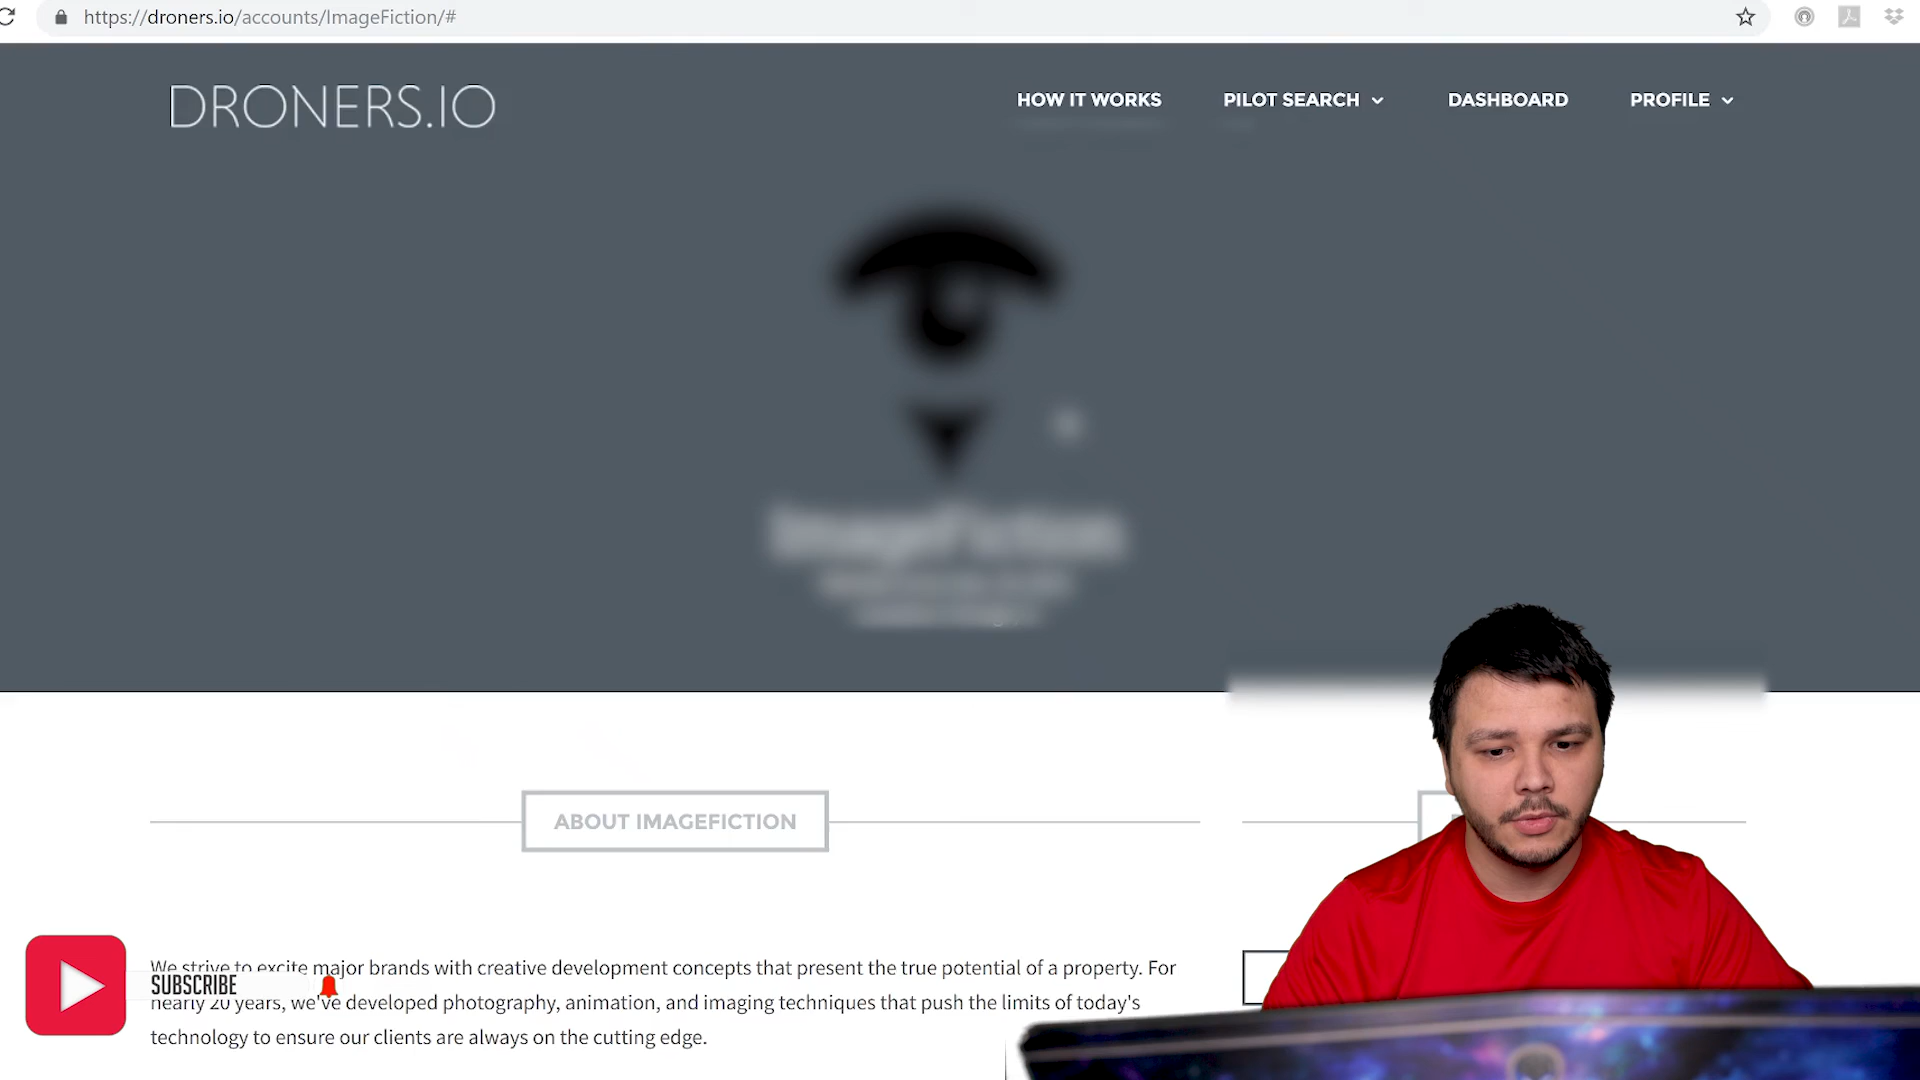 https://droners.io/accounts/ImageFiction/#
DRONERS.IO
HOW IT WORKS
PILOT SEARCH
DASHBOARD
PROFILE
ImageFiction
ABOUT IMAGEFICTION
We strive to excite major brands with creative development concepts that present the true potential of a property. For
nearly 20 years, we've developed photography, animation, and imaging techniques that push the limits of today's
technology to ensure our clients are always on the cutting edge.
SUBSCRIBE